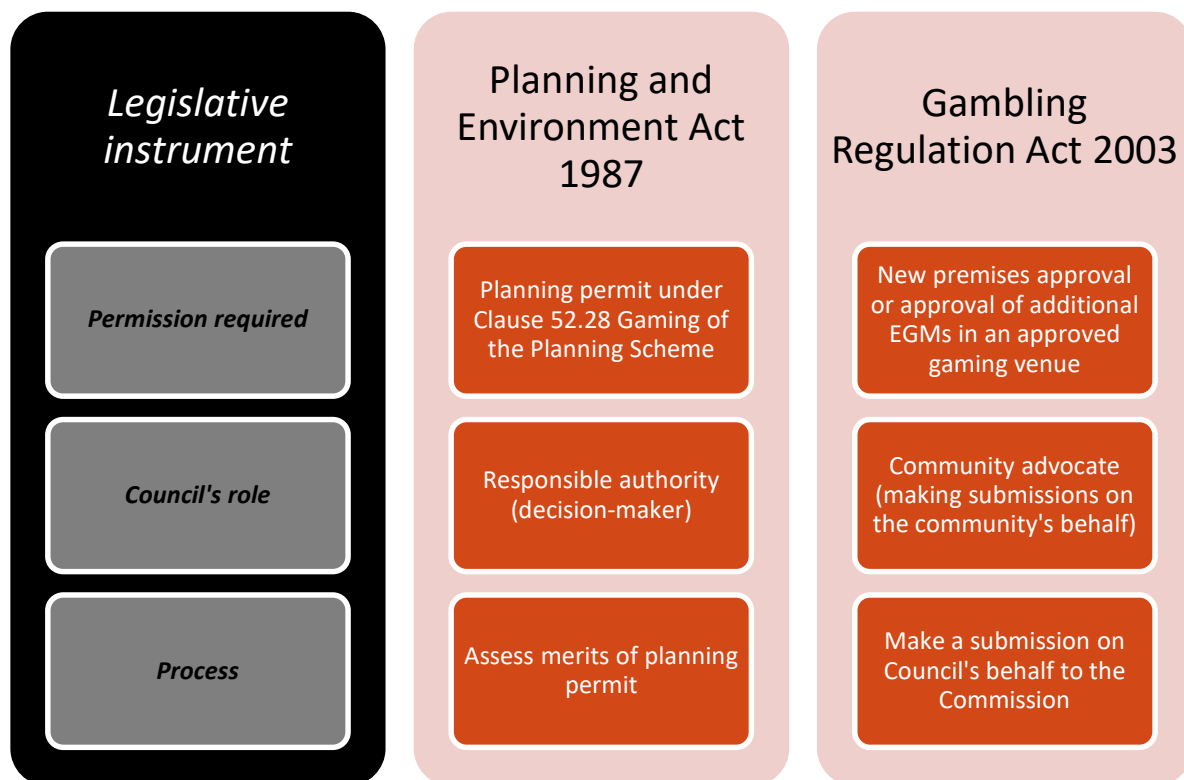 Legislative
instrument
Planning and
Environment Act
1987
Gambling
Regulation Act 2003
Permission required
Planning permit under
Clause 52.28 Gaming of
the Planning Scheme
New premises approval
or approval of additional
EGMs in an approved
gaming venue
Council's role
Responsible authority
(decision-maker)
Community advocate
(making submissions on
the community's behalf)
Process
Assess merits of planning
permit
Make a submission on
Council's behalf to the
Commission